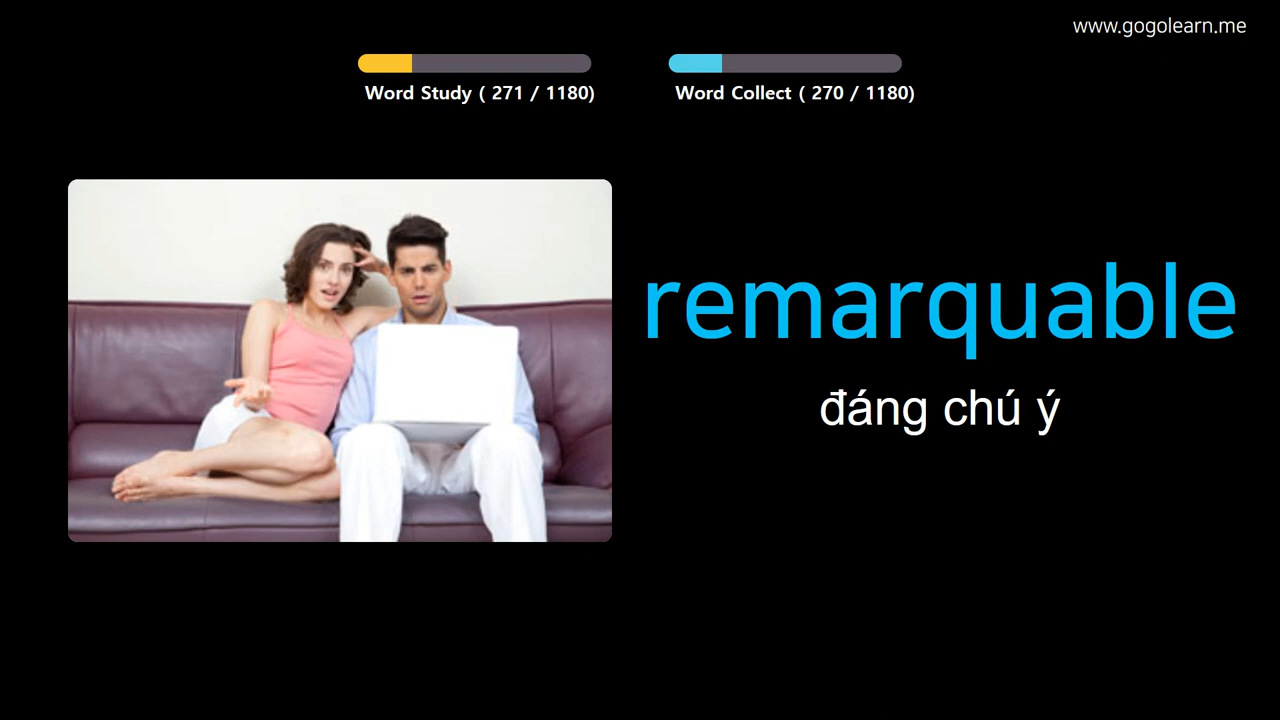 www.gogolearn.me
Word Study ( 271 / 1180)
Word Collect ( 270 / 1180)
remarquable
đáng chú ý